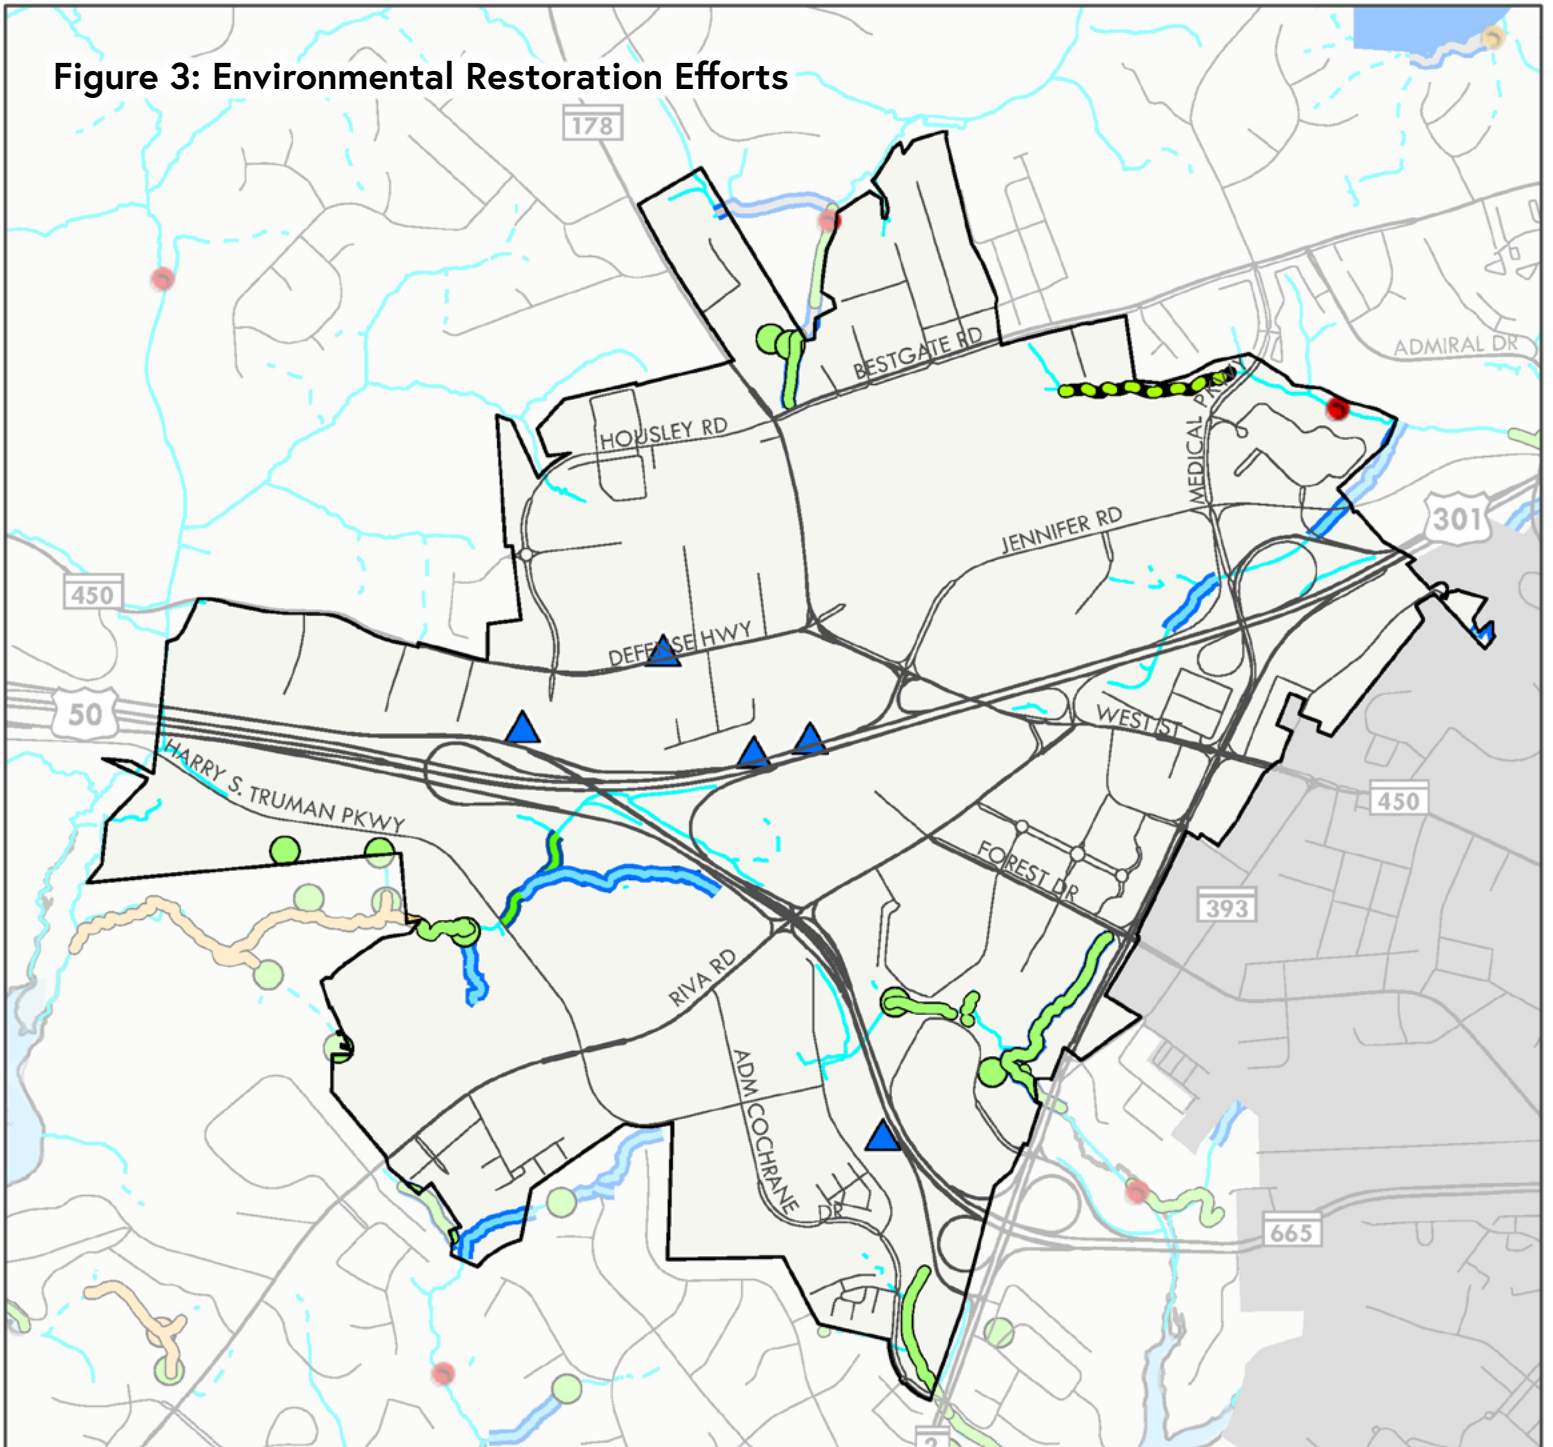 Figure 3: Environmental Restoration Efforts
178
ADMIRAL DR
BESTGATE RD
HOUSLEY RD
MEDICAL PKWY
JENNIFER RD
301
450
DEFENSE HWY
50
WEST ST
HARRY S. TRUMAN PKWY
450
FOREST DR
393
RIVA RD
ADM COCHRANE DR
665
2